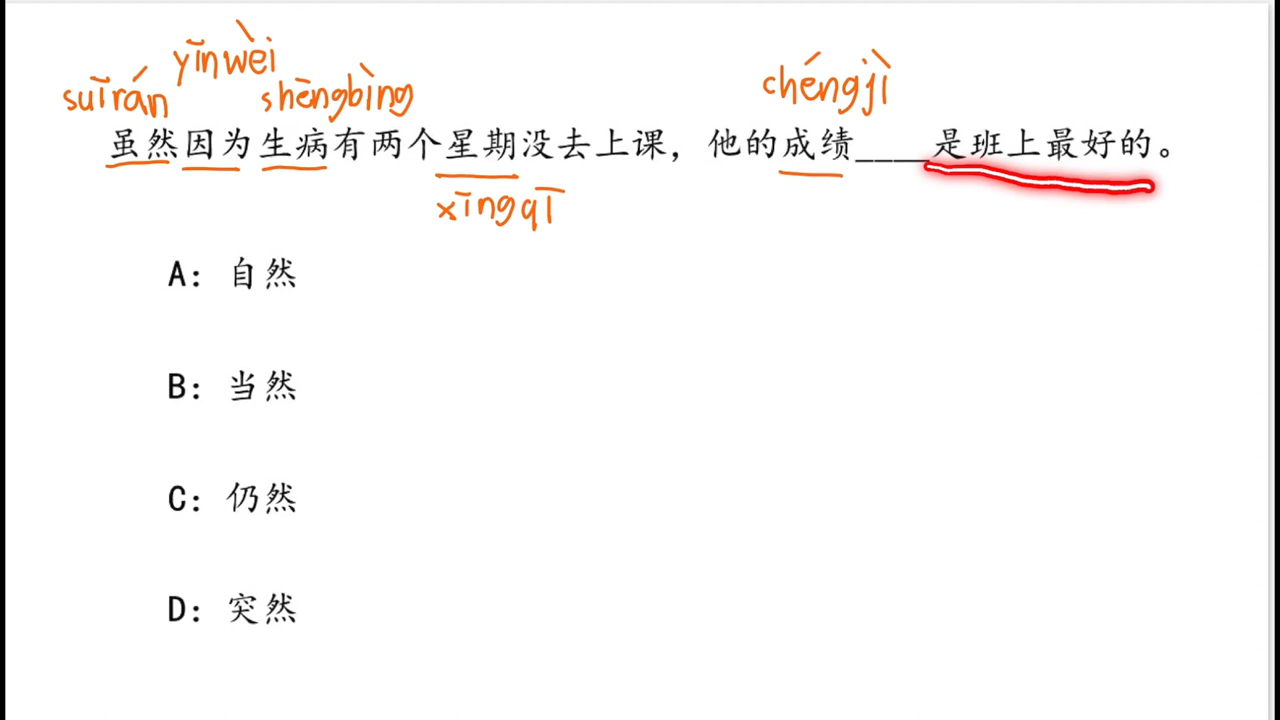 yīnwèi
suīrán shēngbìng chéngjì
虽然因为生病有两个星期没去上课，他的成绩____是班上最好的。
xīngqī
A：自然
B：当然
C：仍然
D：突然